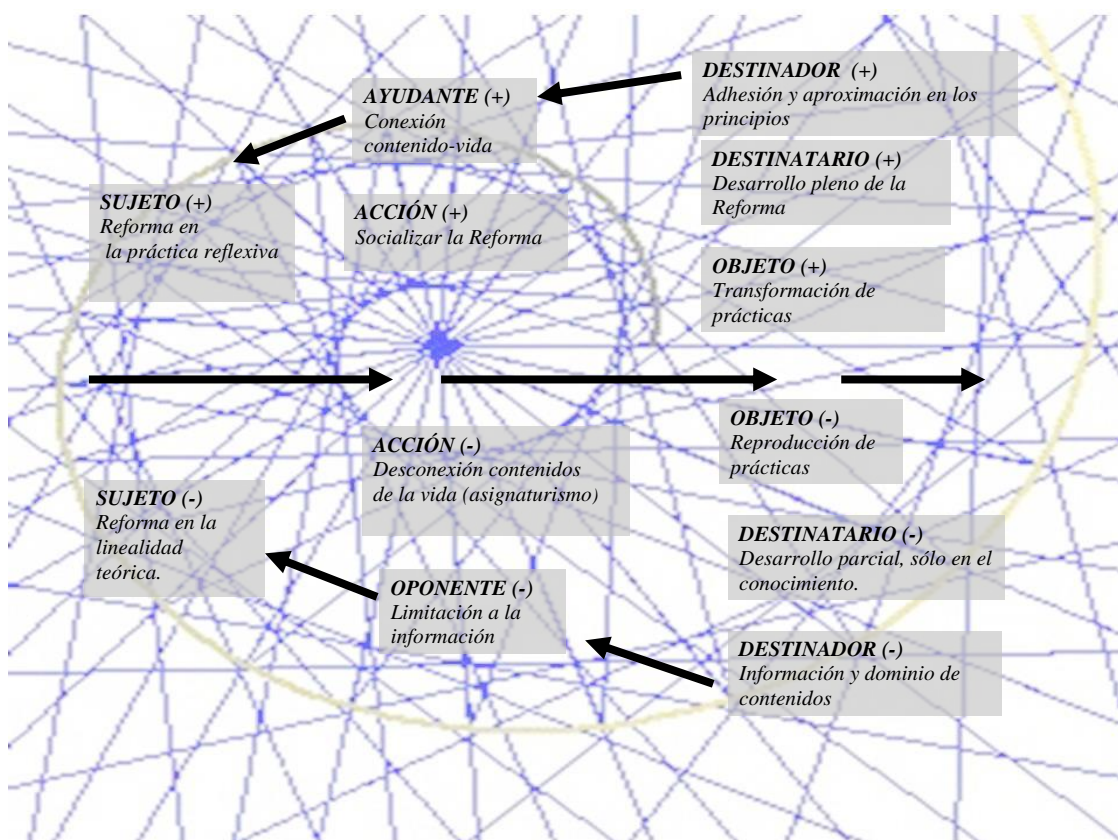 DESTINADOR (+)
Adhesión y aproximación en los
principios
AYUDANTE (+)
Conexión
contenido-vida
DESTINATARIO (+)
Desarrollo pleno de la
Reforma
SUJETO (+)
Reforma en
la práctica reflexiva
ACCIÓN (+)
Socializar la Reforma
OBJETO (+)
Transformación de
prácticas
OBJETO (-)
Reproducción de
prácticas
ACCIÓN (-)
Desconexión contenidos
de la vida (asignaturismo)
SUJETO (-)
Reforma en la
linealidad
teórica.
DESTINATARIO (-)
Desarrollo parcial, sólo en el
conocimiento.
OPONENTE (-)
Limitación a la
información
DESTINADOR (-)
Información y dominio de
contenidos